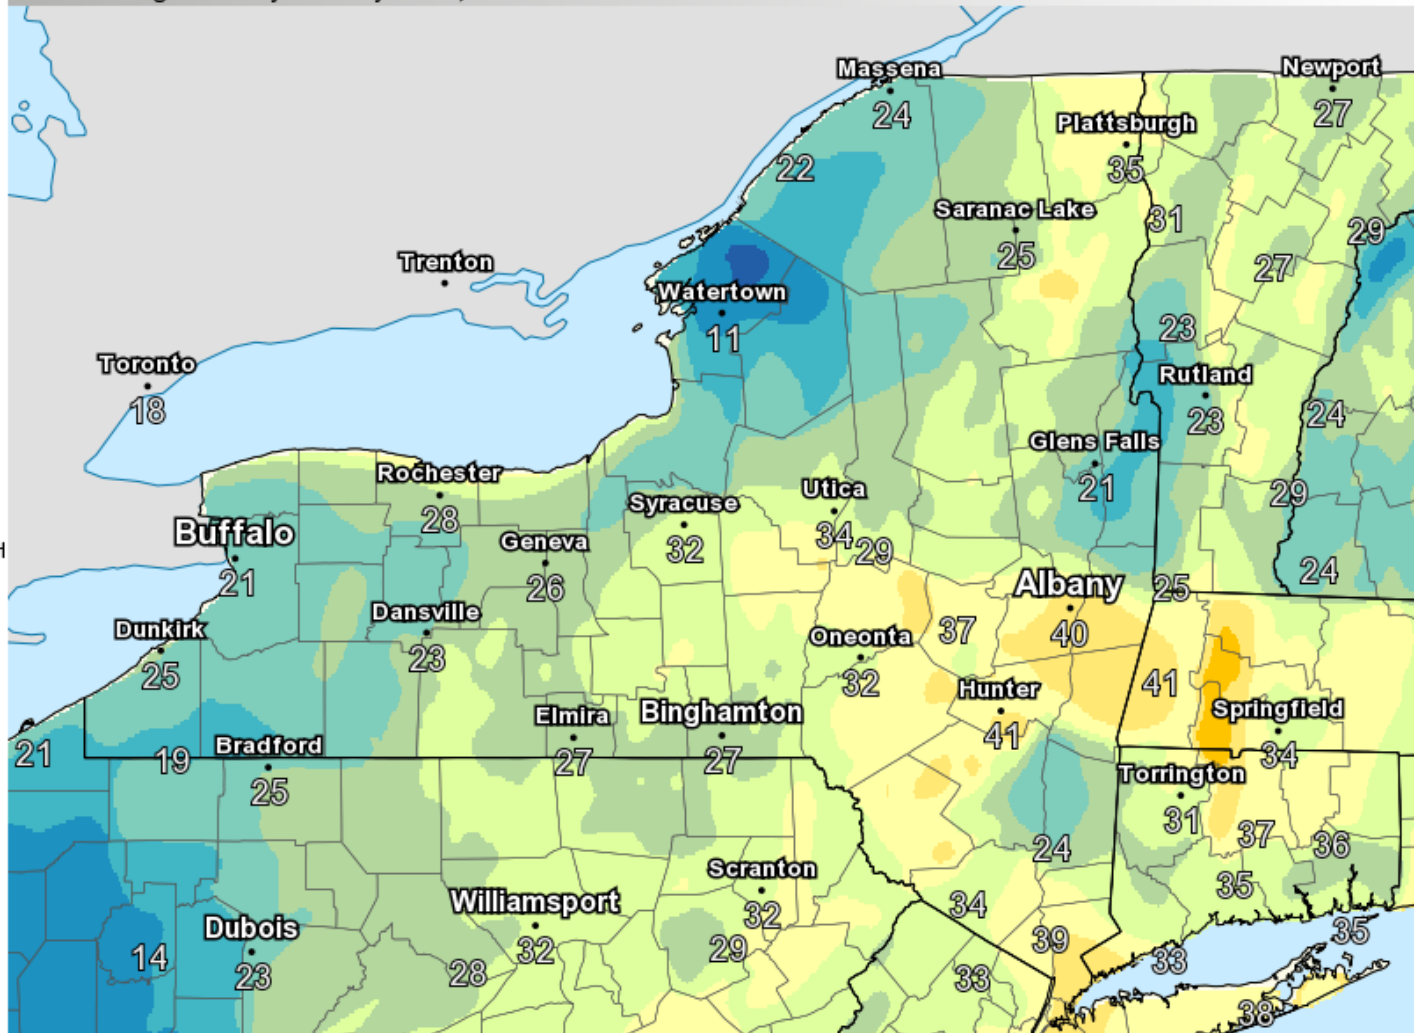 Massena
24
Newport
27
Plattsburgh
35
22
Saranac Lake
25
31
29
27
Trenton
Watertown
11
23
Toronto
18
Rutland
23
24
Glens Falls
21
Rochester
28
Utica
34
29
29
Syracuse
32
Buffalo
21
H
Geneva
26
24
Albany
40
25
Dansville
23
Dunkirk
25
Oneonta
32
37
41
Hunter
41
Springfield
34
Elmira
27
Binghamton
27
21
19
Bradford
25
Torrington
31
37
36
24
Scranton
32
35
34
Williamsport
32
Dubois
23
14
28
29
39
33
33
35
38